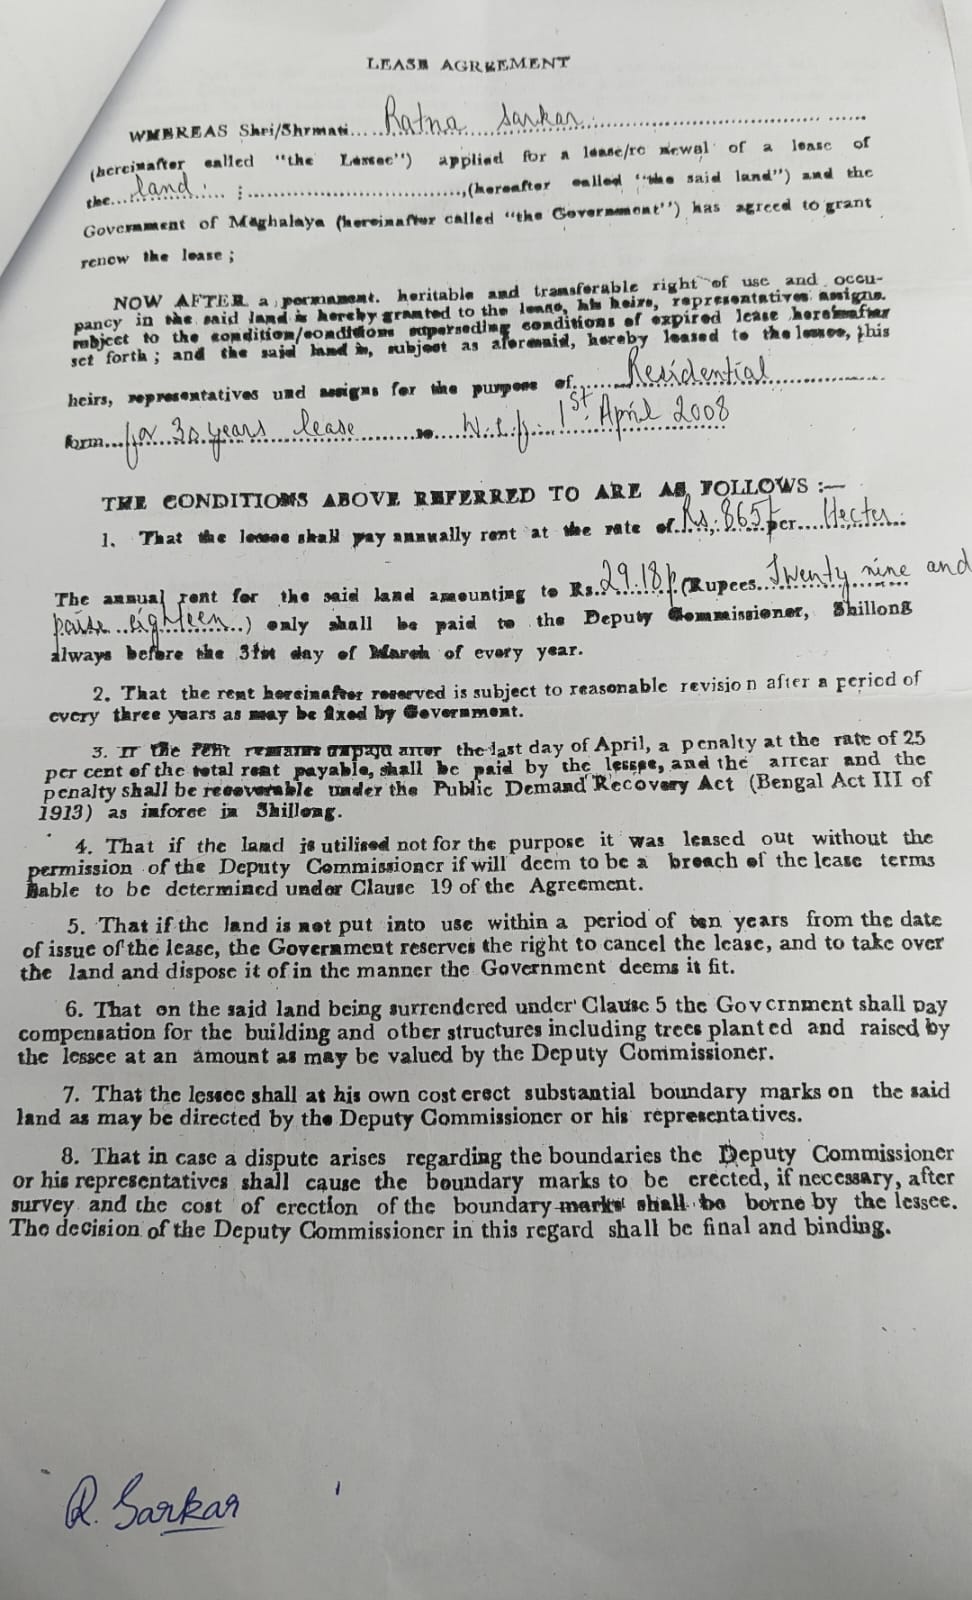 LEASE AGREEMENT
WHEREAS Shri/Shrmati.....Ratna Sarkar..............................
(hereinafter called "the Lessee") applied for a lease/re newal of a lease of
the....land. :..............................,(hereafter called "the said land") and the
Government of Maghalaya (hereinafter called "the Government") has agreed to grant
renew the lease ;
NOW AFTER a permanent. heritable and transferable right of use and occu-
pancy in the said land is hereby granted to the lessee, his heirs, representatives assigns.
subject to the condition/conditions superseding conditions of expired lease hereinafter
set forth ; and the said land is, subject as aforesaid, hereby leased to the lessee, this
heirs, representatives und assigns for the purpose of.......Residential...............
form...for 30 years lease...........to....W.e.f. 1st April 2008
THE CONDITIONS ABOVE REFERRED TO ARE AS FOLLOWS :—
1. That the lessee shall pay annually rent at the rate of.Rs. 865/- per....Hecter...
The annual rent for the said land amounting to Rs.29.18p (Rupees.Twenty nine and
paise eighteen...) only shall be paid to the Deputy Commissioner, Shillong
always before the 31st day of March of every year.
2. That the rent hereinafter reserved is subject to reasonable revision after a period of
every three years as may be fixed by Government.
3. If the rent remains unpaid after the last day of April, a penalty at the rate of 25
per cent of the total rent payable, shall be paid by the lessee, and the arrear and the
penalty shall be recoverable under the Public Demand Recovery Act (Bengal Act III of
1913) as inforce in Shillong.
4. That if the land is utilised not for the purpose it was leased out without the
permission of the Deputy Commissioner if will deem to be a breach of the lease terms
liable to be determined under Clause 19 of the Agreement.
5. That if the land is not put into use within a period of ten years from the date
of issue of the lease, the Government reserves the right to cancel the lease, and to take over
the land and dispose it of in the manner the Government deems it fit.
6. That on the said land being surrendered under Clause 5 the Government shall pay
compensation for the building and other structures including trees planted and raised by
the lessee at an amount as may be valued by the Deputy Commissioner.
7. That the lessee shall at his own cost erect substantial boundary marks on the said
land as may be directed by the Deputy Commissioner or his representatives.
8. That in case a dispute arises regarding the boundaries the Deputy Commissioner
or his representatives shall cause the boundary marks to be erected, if necessary, after
survey and the cost of erection of the boundary marks shall be borne by the lessee.
The decision of the Deputy Commissioner in this regard shall be final and binding.
R. Sarkar